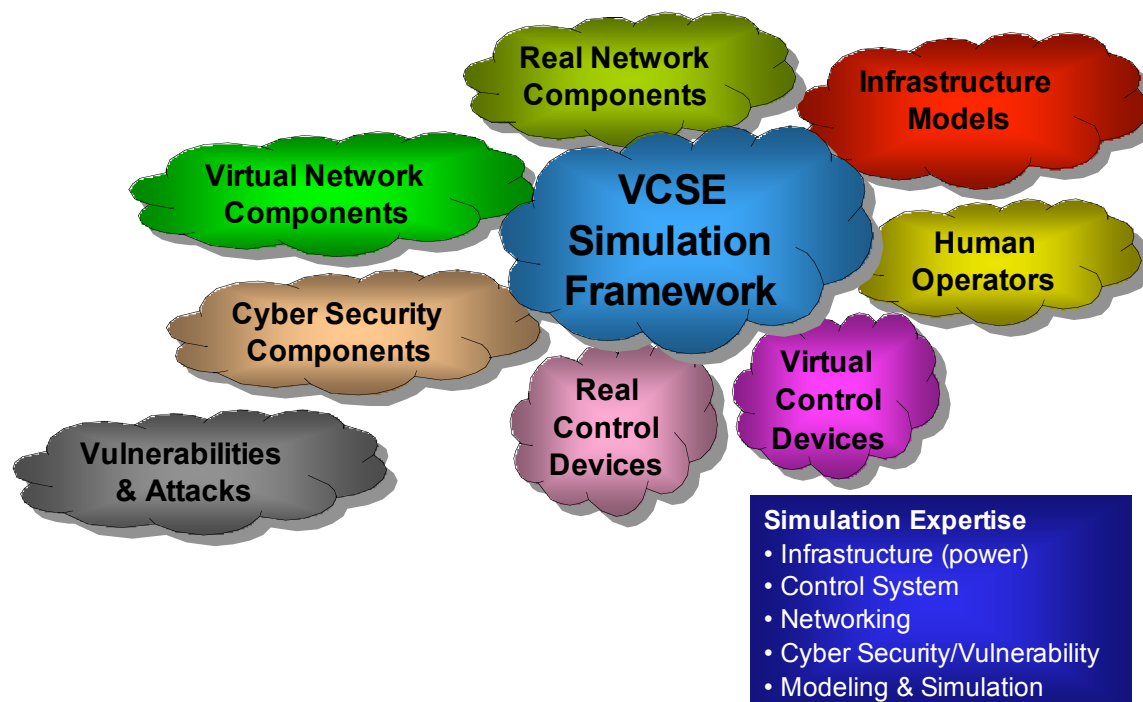 Real Network
Components
Infrastructure
Models
Virtual Network
Components
VCSE
Simulation
Framework
Human
Operators
Cyber Security
Components
Real
Control
Devices
Virtual
Control
Devices
Vulnerabilities
& Attacks
Simulation Expertise
• Infrastructure (power)
• Control System
• Networking
• Cyber Security/Vulnerability
• Modeling & Simulation